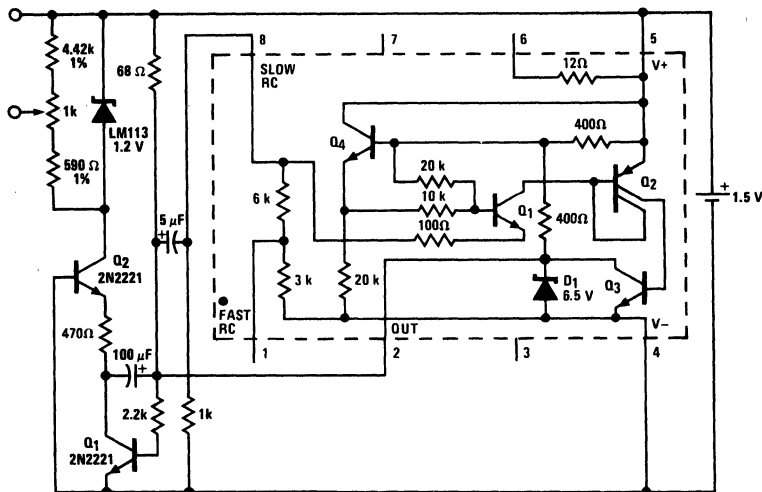 4.42k
1%
1k
590 Ω
1%
LM113
1.2 V
68 Ω
5 µF
+
Q2
2N2221
470Ω
100 µF
+
2.2k
1k
Q1
2N2221
8
7
6
5
SLOW
RC
V+
12Ω
Q4
400Ω
20 k
10 k
100Ω
Q1
Q2
6 k
400Ω
3 k
20 k
D1
6.5 V
Q3
FAST
RC
OUT
V–
1
2
3
4
+
1.5 V